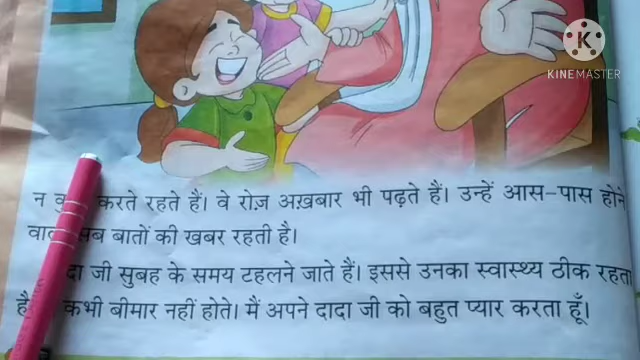 KINEMASTER
न करते रहते हैं। वे रोज़ अख़बार भी पढ़ते हैं। उन्हें आस-पास होने
सब बातों की खबर रहती है।
जी सुबह के समय टहलने जाते हैं। इससे उनका स्वास्थ्य ठीक रहता
कभी बीमार नहीं होते। मैं अपने दादा जी को बहुत प्यार करता हूँ।